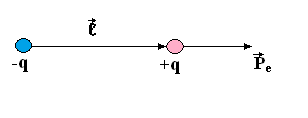 ℓ⃗
-q +q P⃗e